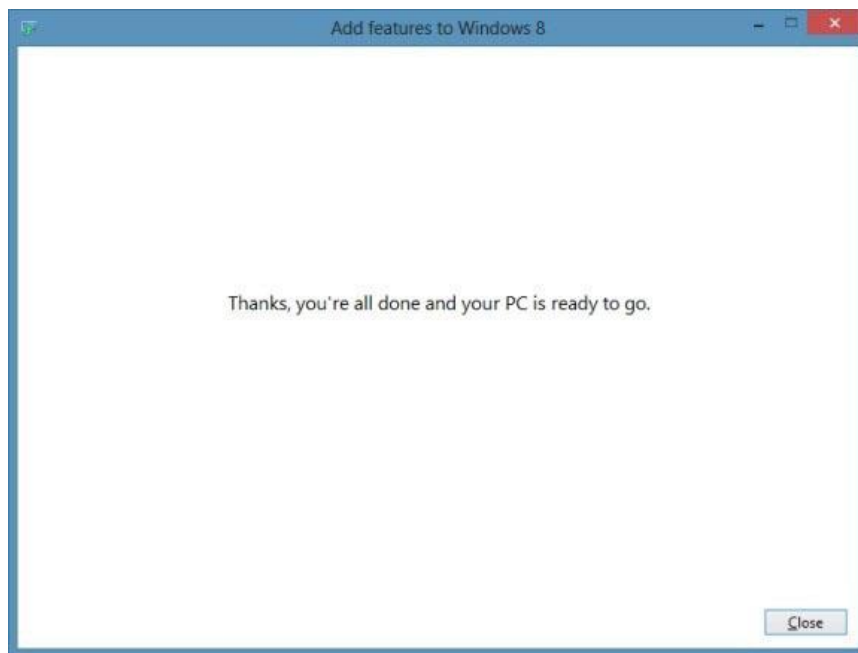 Add features to Windows 8
Thanks, you're all done and your PC is ready to go.
Close